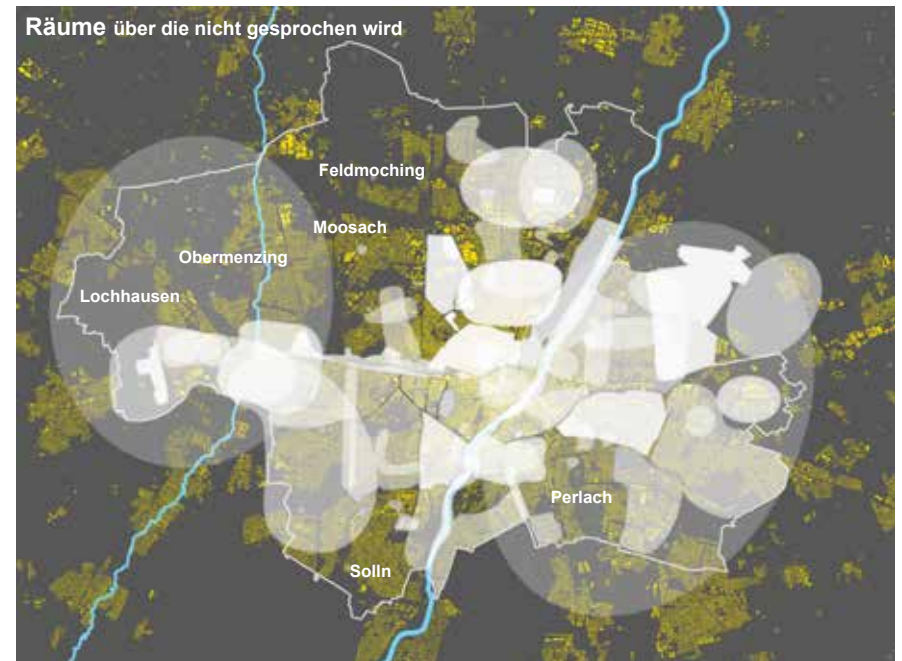 Räume über die nicht gesprochen wird
Feldmoching
Moosach
Obermenzing
Lochhausen
Perlach
Solln